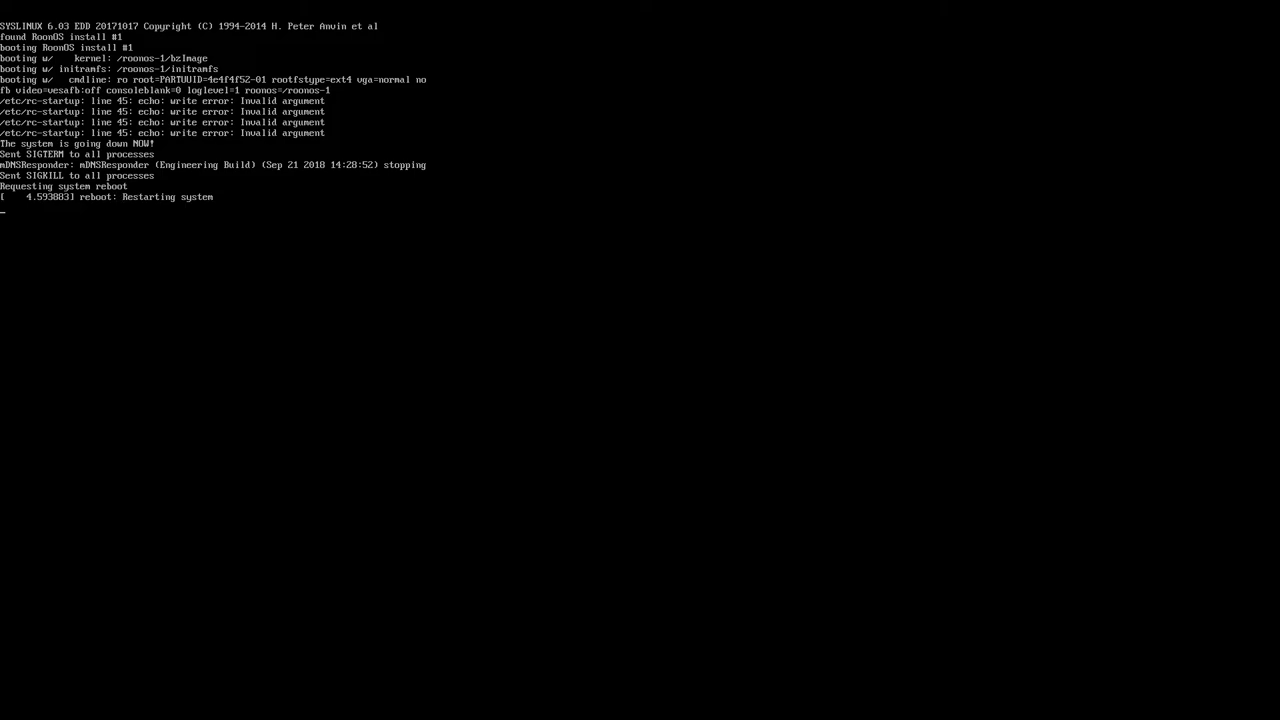 SYSLINUX 6.03 EDD 20171017 Copyright (C) 1994-2014 H. Peter Anvin et al
found RoonOS install #1
booting RoonOS install #1
booting w/    kernel: /roonos-1/bzImage
booting w/ initramfs: /roonos-1/initramfs
booting w/   cmdline: ro root=PARTUUID=4e4f4f52-01 rootfstype=ext4 vga=normal no
fb video=vesafb:off consoleblank=0 loglevel=1 roonos=/roonos-1
/etc/rc-startup: line 45: echo: write error: Invalid argument
/etc/rc-startup: line 45: echo: write error: Invalid argument
/etc/rc-startup: line 45: echo: write error: Invalid argument
/etc/rc-startup: line 45: echo: write error: Invalid argument
The system is going down NOW!
Sent SIGTERM to all processes
mDNSResponder: mDNSResponder (Engineering Build) (Sep 21 2018 14:28:52) stopping
Sent SIGKILL to all processes
Requesting system reboot
[    4.593883] reboot: Restarting system
_